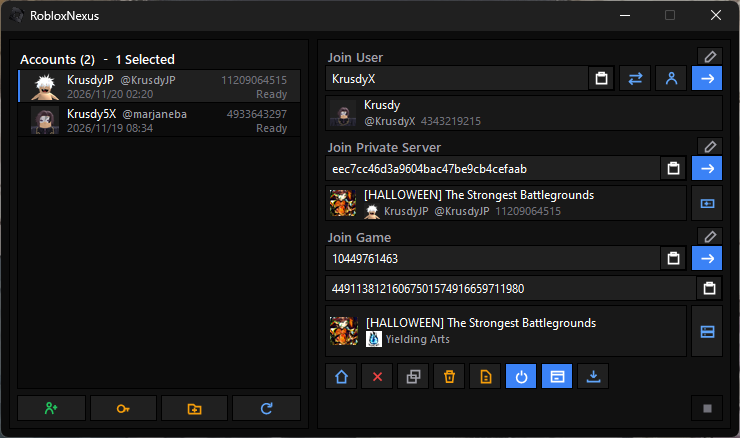 RobloxNexus
Accounts (2) - 1 Selected
KrusdyJP @KrusdyJP 11209064515
2026/11/20 02:20 Ready
Krusdy5X @marjaneba 4933643297
2026/11/19 08:34 Ready
Join User
KrusdyX
Krusdy
@KrusdyX 4343219215
Join Private Server
eec7cc46d3a9604bac47be9cb4cefaab
[HALLOWEEN] The Strongest Battlegrounds
KrusdyJP @KrusdyJP 11209064515
Join Game
10449761463
44911381216067501574916659711980
[HALLOWEEN] The Strongest Battlegrounds
Yielding Arts